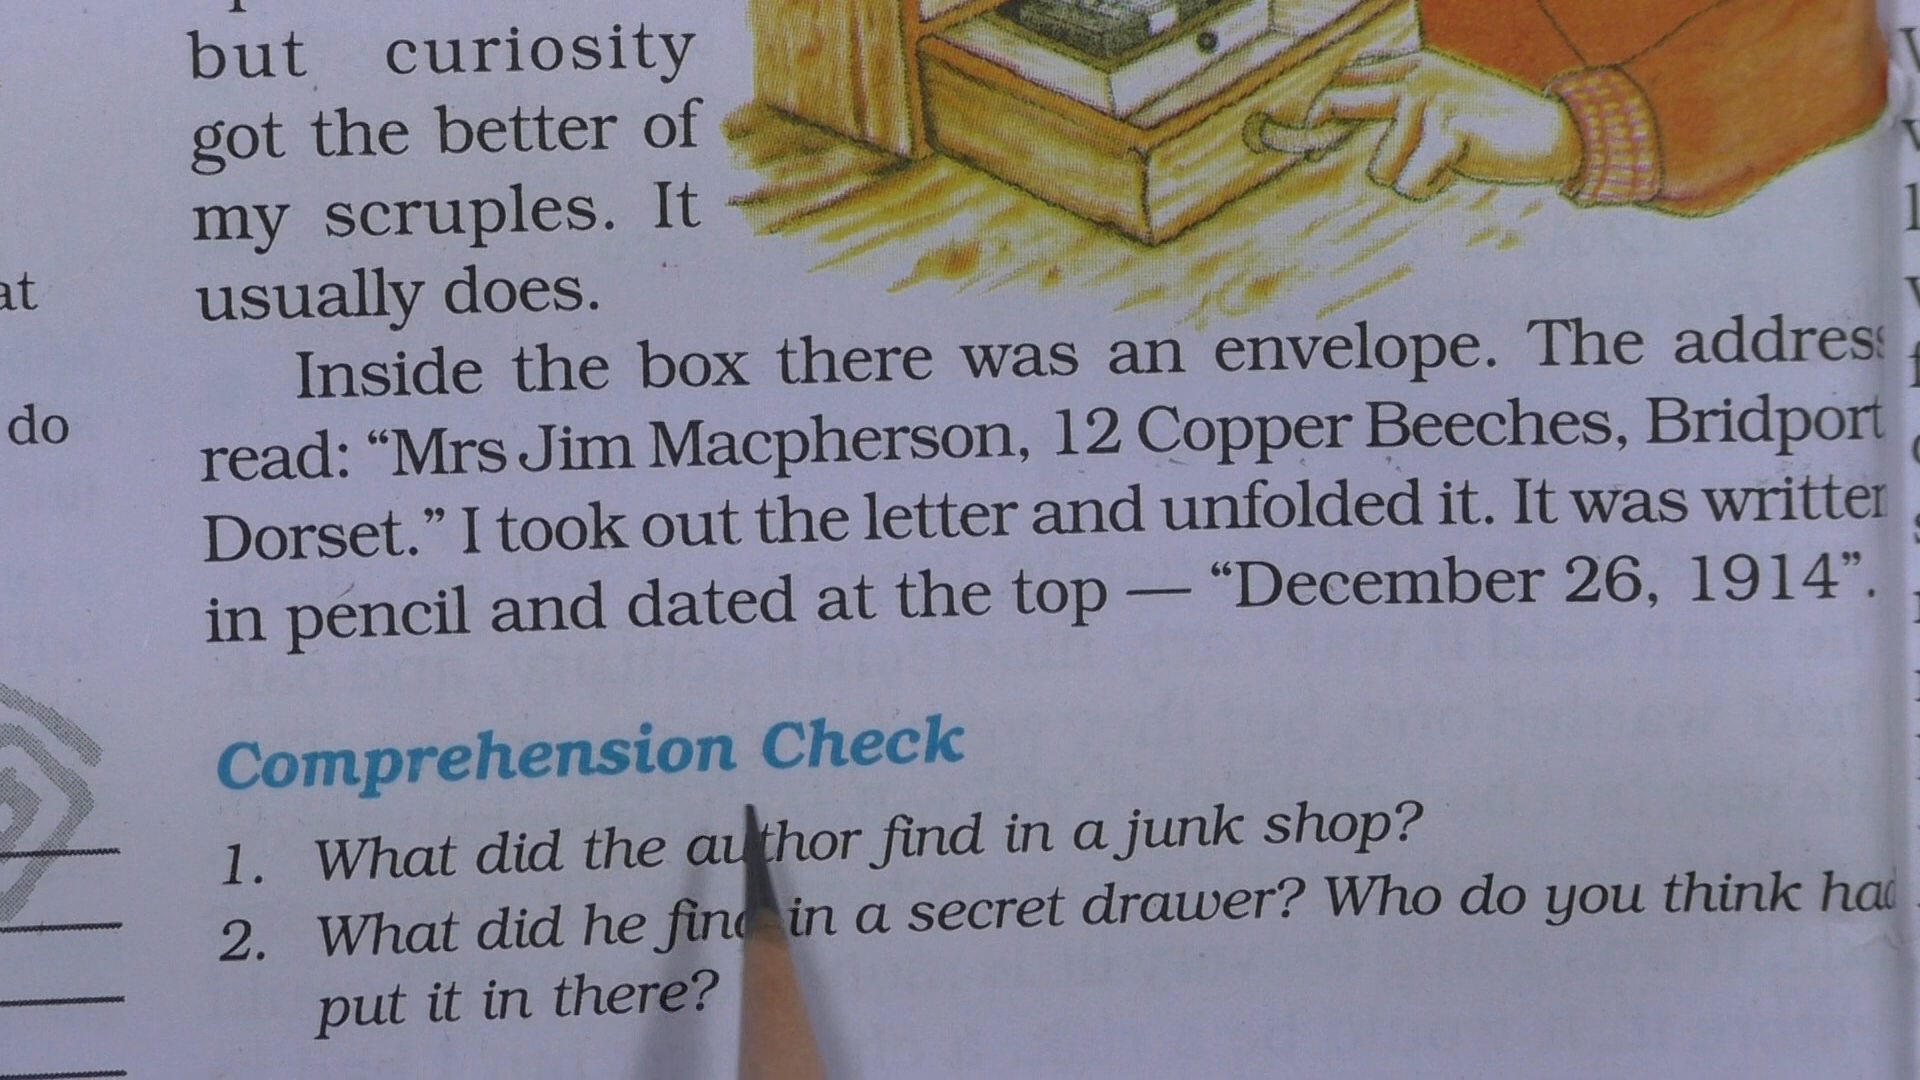 but curiosity
got the better of
my scruples. It
usually does.
Inside the box there was an envelope. The address
read: “Mrs Jim Macpherson, 12 Copper Beeches, Bridport
Dorset.” I took out the letter and unfolded it. It was written
in pencil and dated at the top — “December 26, 1914”.
Comprehension Check
1. What did the author find in a junk shop?
2. What did he find in a secret drawer? Who do you think had
put it in there?
at
do